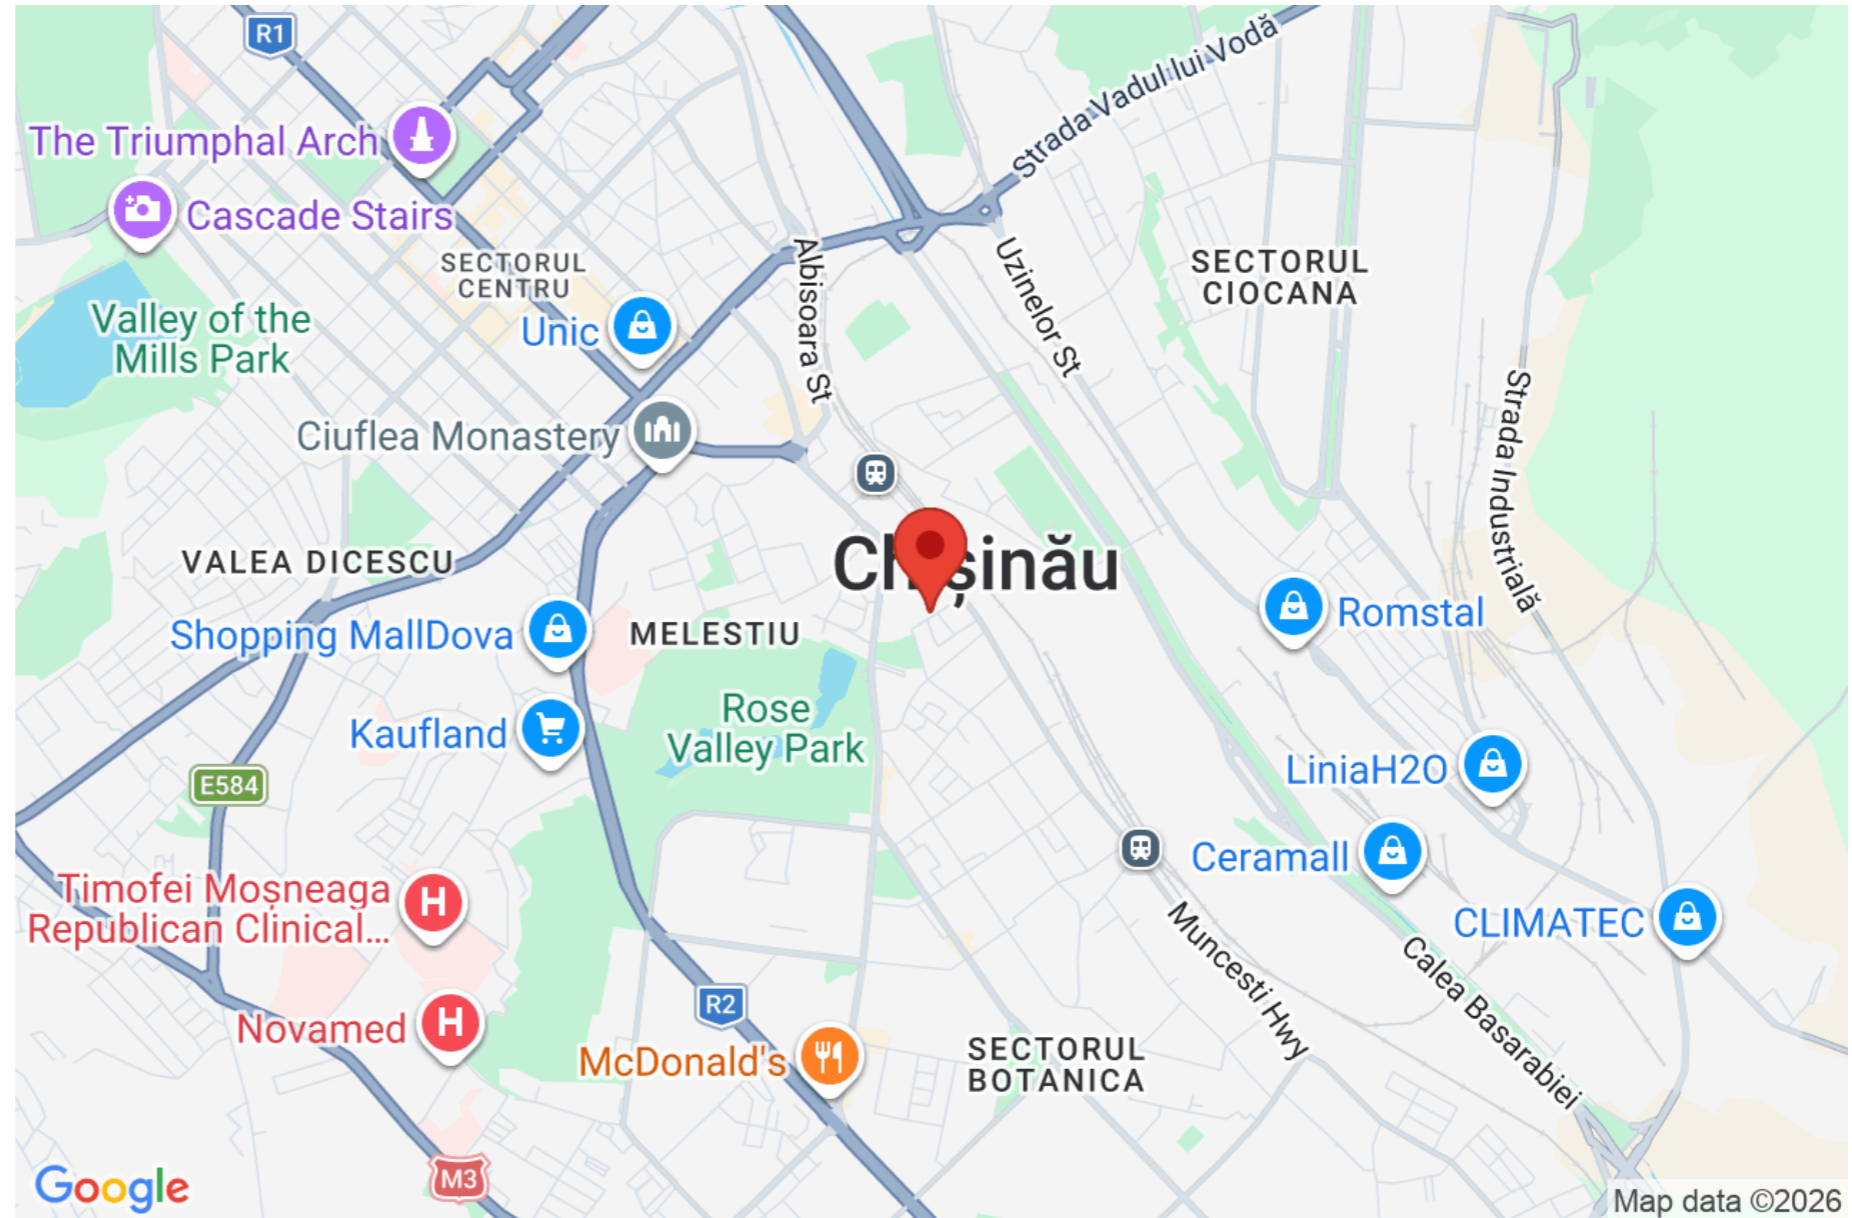 R1
Strada Vadul lui Vodă
The Triumphal Arch
Cascade Stairs
SECTORUL
CENTRU
Albisoara St
Uzinelor St
SECTORUL
CIOCANA
Valley of the
Mills Park
Unic
Strada Industrială
Ciuflea Monastery
VALEA DICESCU
Shopping MallDova
MELESTIU
Romstal
Rose
Valley Park
Kaufland
E584
LiniaH2O
Ceramall
Timofei Moșneaga
Republican Clinical...
H
CLIMATEC
Muncesti Hwy
Calea Basarabiei
R2
Novamed
H
McDonald's
SECTORUL
BOTANICA
M3
Google
Map data ©2026